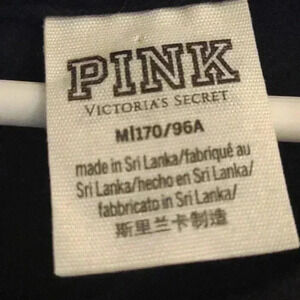 PINK
VICTORIA'S SECRET
M|170/96A
made in Sri Lanka/fabriqué au
Sri Lanka/hecho en Sri Lanka/
fabbricato in Sri Lanka/
斯里兰卡制造